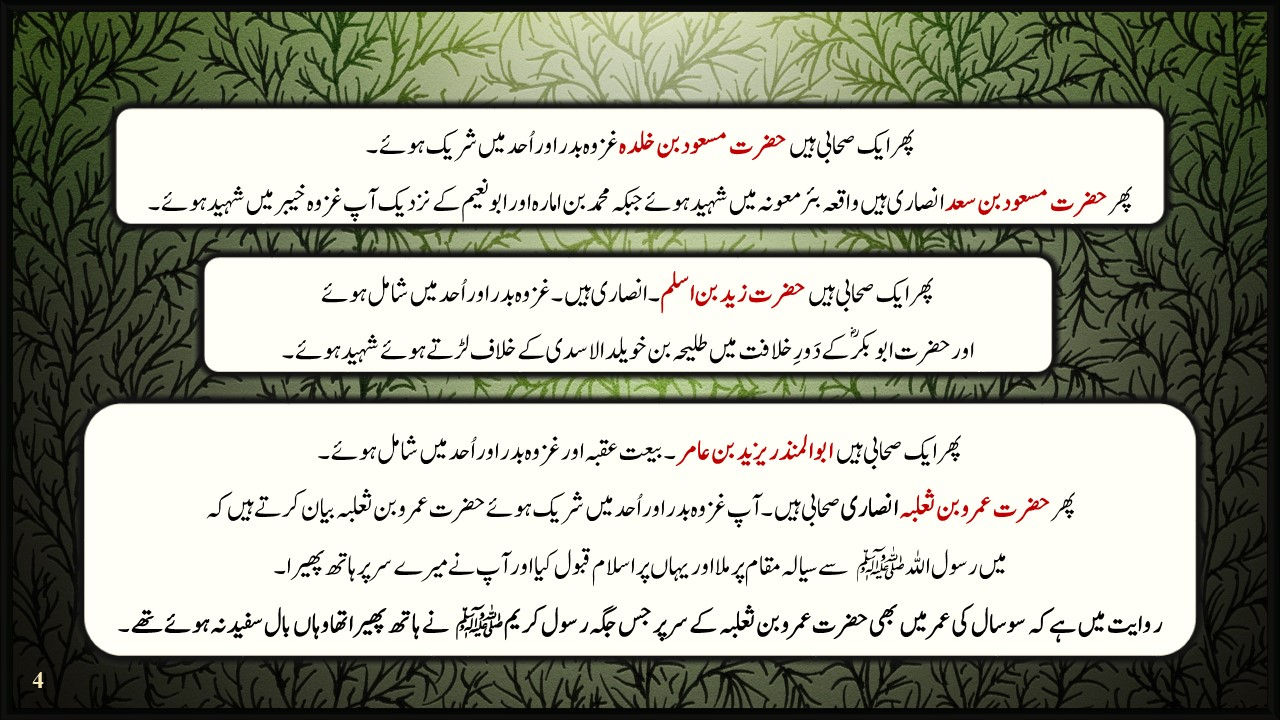 پھر ایک صحابی ہیں حضرت مسعود بن خلدہ غزوہ بدر اور اُحد میں شریک ہوئے۔
پھر حضرت مسعود بن سعد انصاری ہیں واقعہ بئر معونہ میں شہید ہوئے جبکہ محمد بن امارہ اور ابو نعیم کے نزدیک آپ غزوہ خیبر میں شہید ہوئے۔
پھر ایک صحابی ہیں حضرت زید بن اسلم۔ انصاری ہیں۔ غزوہ بدر اور اُحد میں شامل ہوئے
اور حضرت ابو بکرؓ کے دَورِ خلافت میں طلیحہ بن خویلد الاسدی کے خلاف لڑتے ہوئے شہید ہوئے۔
پھر ایک صحابی ہیں ابوالمنذر یزید بن عامر۔ بیعت عقبہ اور غزوہ بدر اور اُحد میں شامل ہوئے۔
پھر حضرت عمرو بن ثعلبہ انصاری صحابی ہیں۔ آپ غزوہ بدر اور اُحد میں شریک ہوئے حضرت عمرو بن ثعلبہ بیان کرتے ہیں کہ
میں رسول اللہ ﷺ سے سیالہ مقام پر ملا اور یہاں پر اسلام قبول کیا اور آپ نے میرے سر پر ہاتھ پھیرا۔
روایت میں ہے کہ سو سال کی عمر میں بھی حضرت عمرو بن ثعلبہ کے سر پر جس جگہ رسول کریم ﷺ نے ہاتھ پھیرا تھا وہاں بال سفید نہ ہوئے تھے۔
4